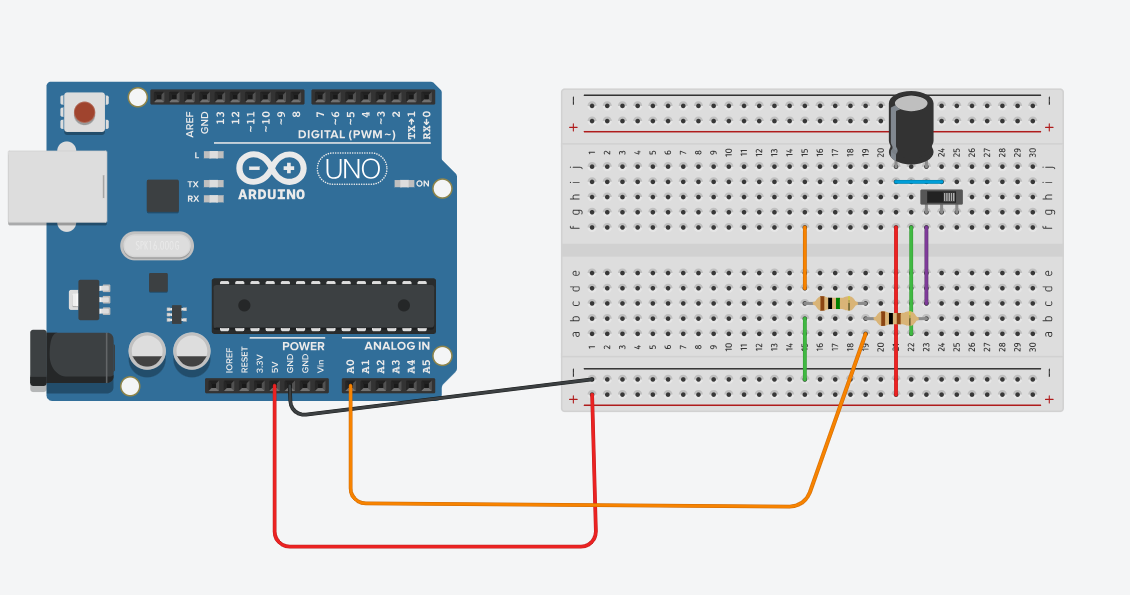 AREF
GND
13
12
~11
~10
~9
8
7
~6
~5
4
~3
2
TX→1
RX←0
DIGITAL (PWM~)
L
TX
RX
UNO
ON
ARDUINO
SPK16.000G
POWER
ANALOG IN
IOREF
RESET
3.3V
5V
GND
GND
Vin
A0
A1
A2
A3
A4
A5
− −
+ +
1 2 3 4 5 6 7 8 9 10 11 12 13 14 15 16 17 18 19 20 24 25 26 27 28 29 30
j j
i i
h h
g g
f f
e e
d d
c c
b b
a a
1 2 3 4 5 6 7 8 9 10 11 12 13 14 15 16 17 18 19 20 21 22 23 24 25 26 27 28 29 30
− −
+ +